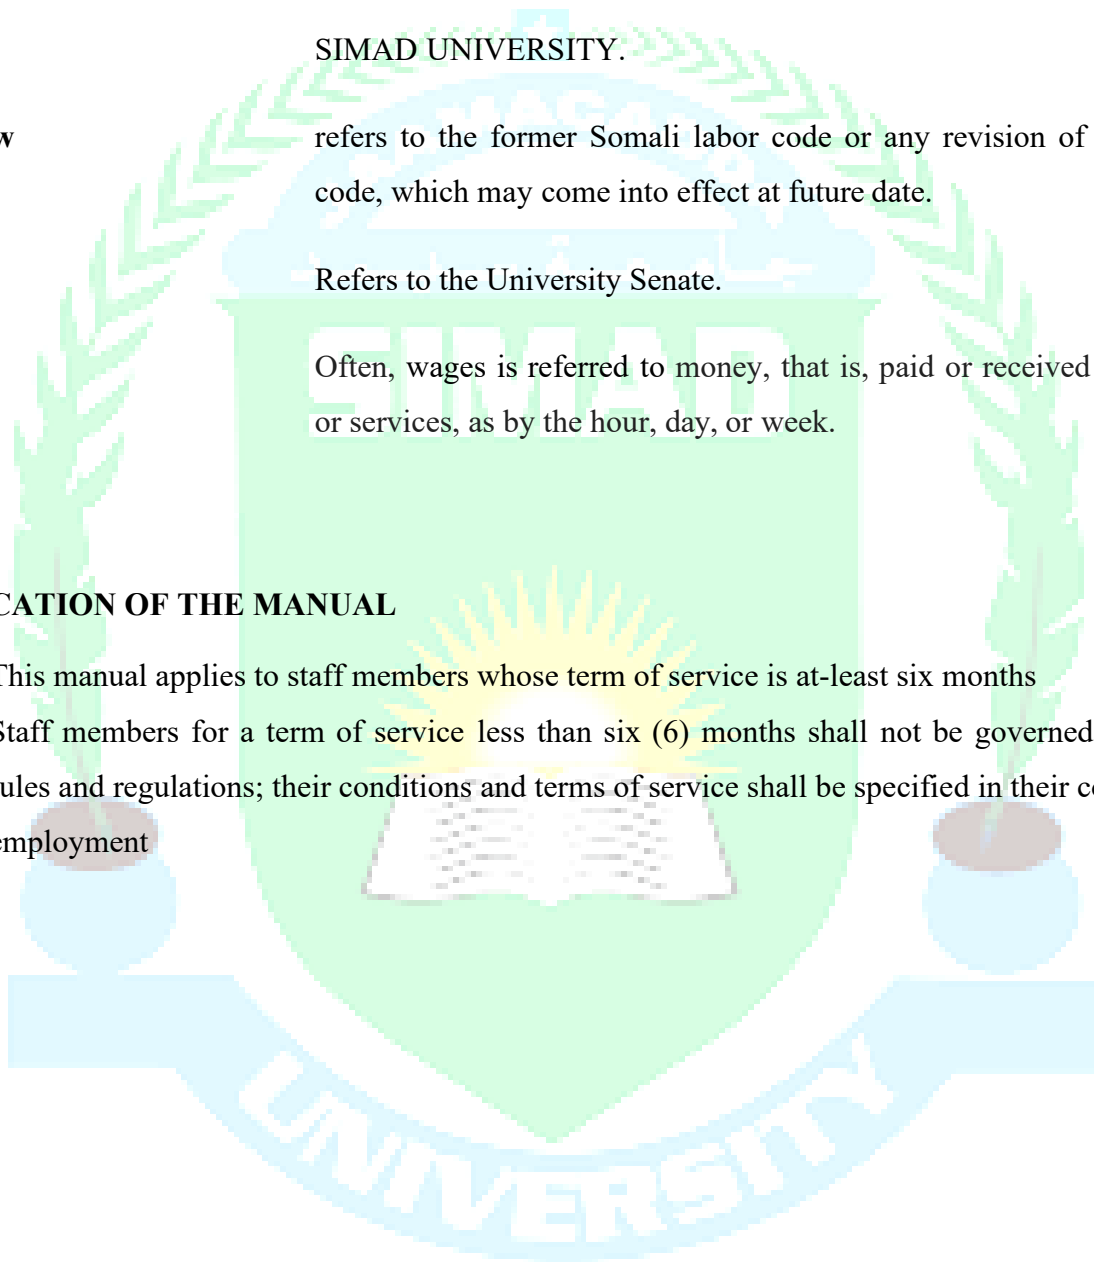 SIMAD UNIVERSITY.
w refers to the former Somali labor code or any revision of
code, which may come into effect at future date.
Refers to the University Senate.
Often, wages is referred to money, that is, paid or received
or services, as by the hour, day, or week.
SIMAD
CATION OF THE MANUAL
This manual applies to staff members whose term of service is at-least six months
Staff members for a term of service less than six (6) months shall not be governed
rules and regulations; their conditions and terms of service shall be specified in their
employment
UNIVERSITY